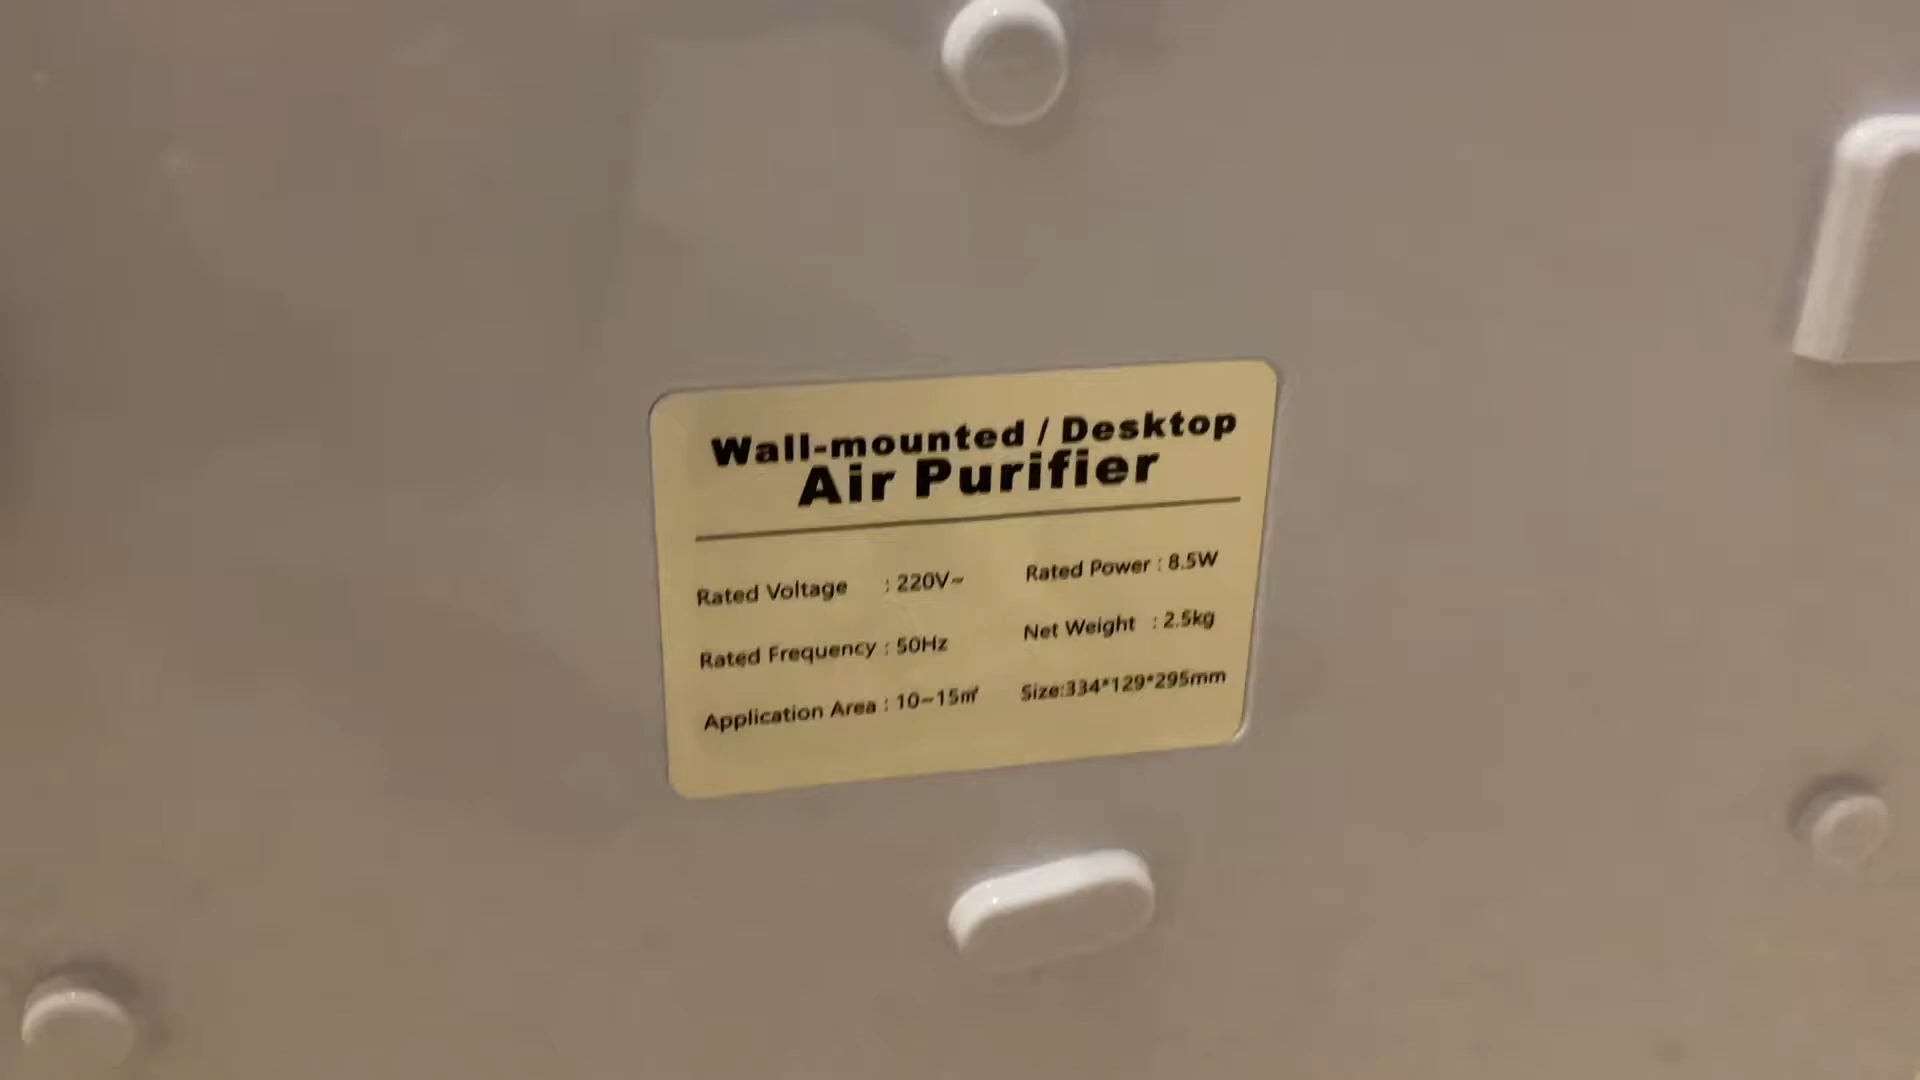 Wall-mounted / Desktop
Air Purifier
Rated Voltage : 220V~ Rated Power : 8.5W
Rated Frequency : 50Hz Net Weight : 2.5kg
Application Area : 10~15㎡ Size:334*129*295mm